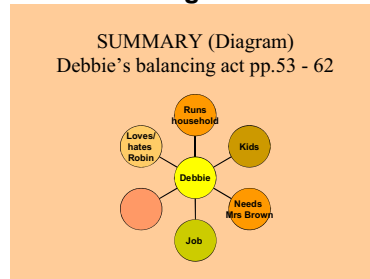 SUMMARY (Diagram)
Debbie's balancing act pp.53 - 62
Runs
household
Loves/
hates
Robin
Kids
Debbie
Needs
Mrs Brown
Job